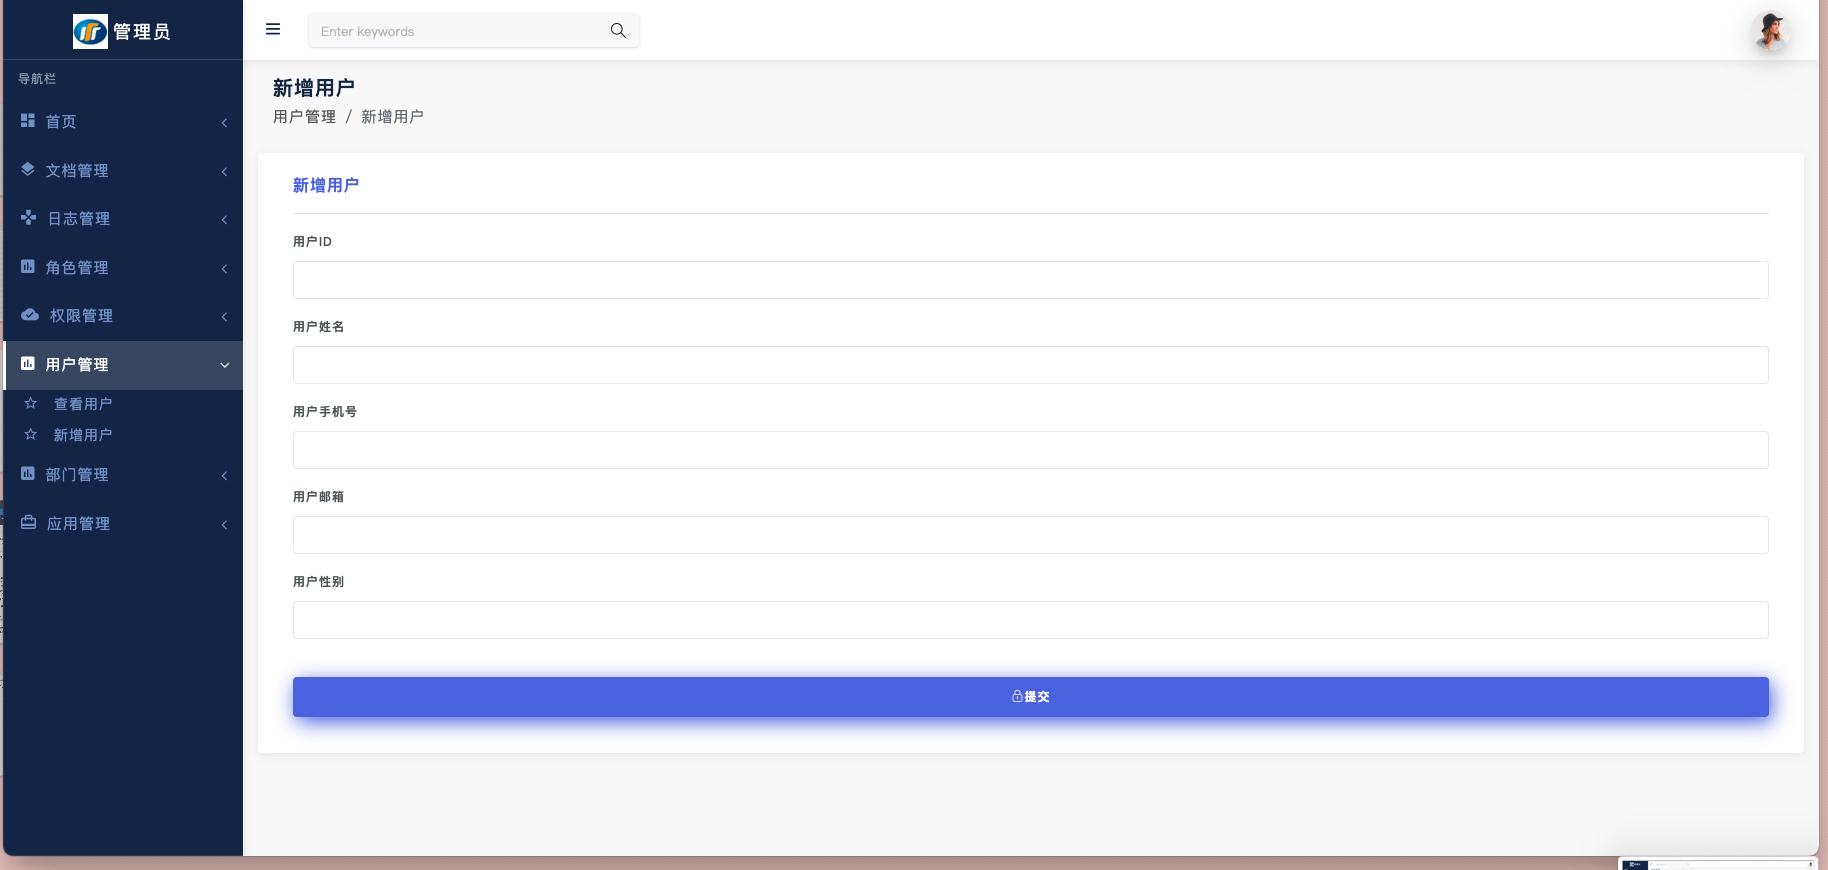 管理员
导航栏
首页
文档管理
日志管理
角色管理
权限管理
用户管理
查看用户
新增用户
部门管理
应用管理
Enter keywords
新增用户
用户管理 / 新增用户
新增用户
用户ID
用户姓名
用户手机号
用户邮箱
用户性别
提交